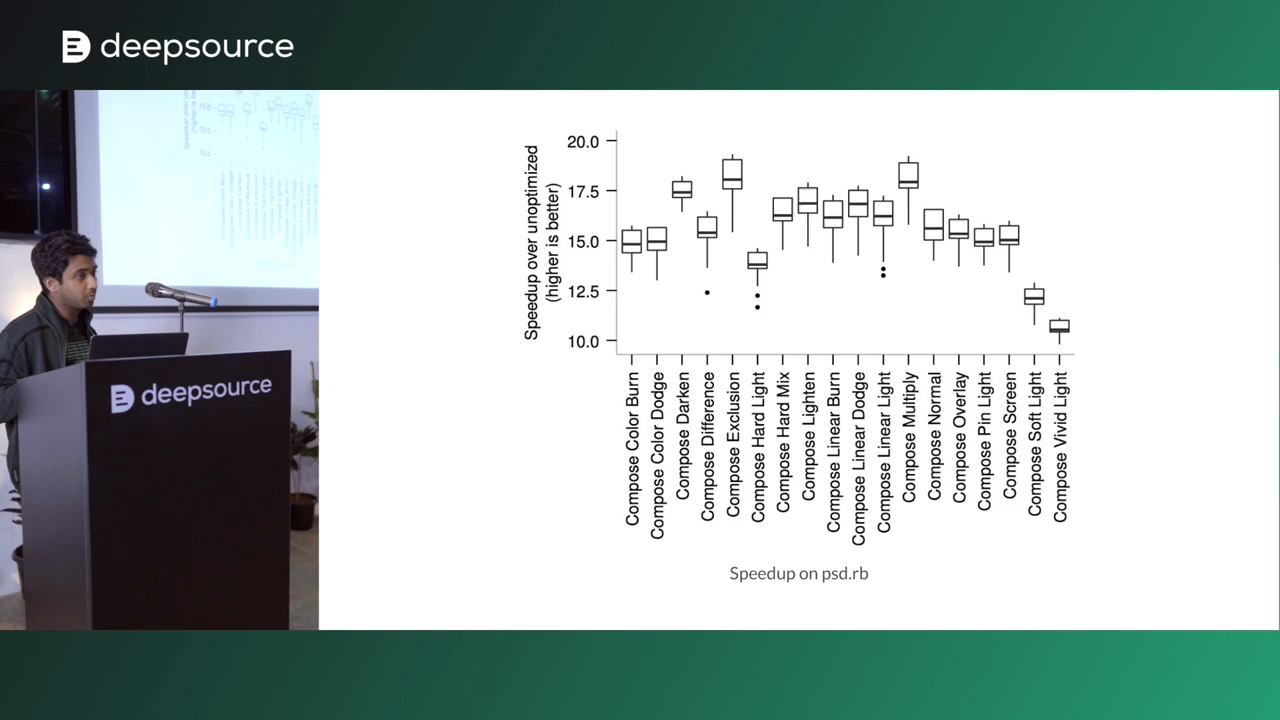 deepsource
deepsource
Speedup over unoptimized
(higher is better)
20.0
17.5
15.0
12.5
10.0
Compose Color Burn
Compose Color Dodge
Compose Darken
Compose Difference
Compose Exclusion
Compose Hard Light
Compose Hard Mix
Compose Lighten
Compose Linear Burn
Compose Linear Dodge
Compose Linear Light
Compose Multiply
Compose Normal
Compose Overlay
Compose Pin Light
Compose Screen
Compose Soft Light
Compose Vivid Light
Speedup on psd.rb